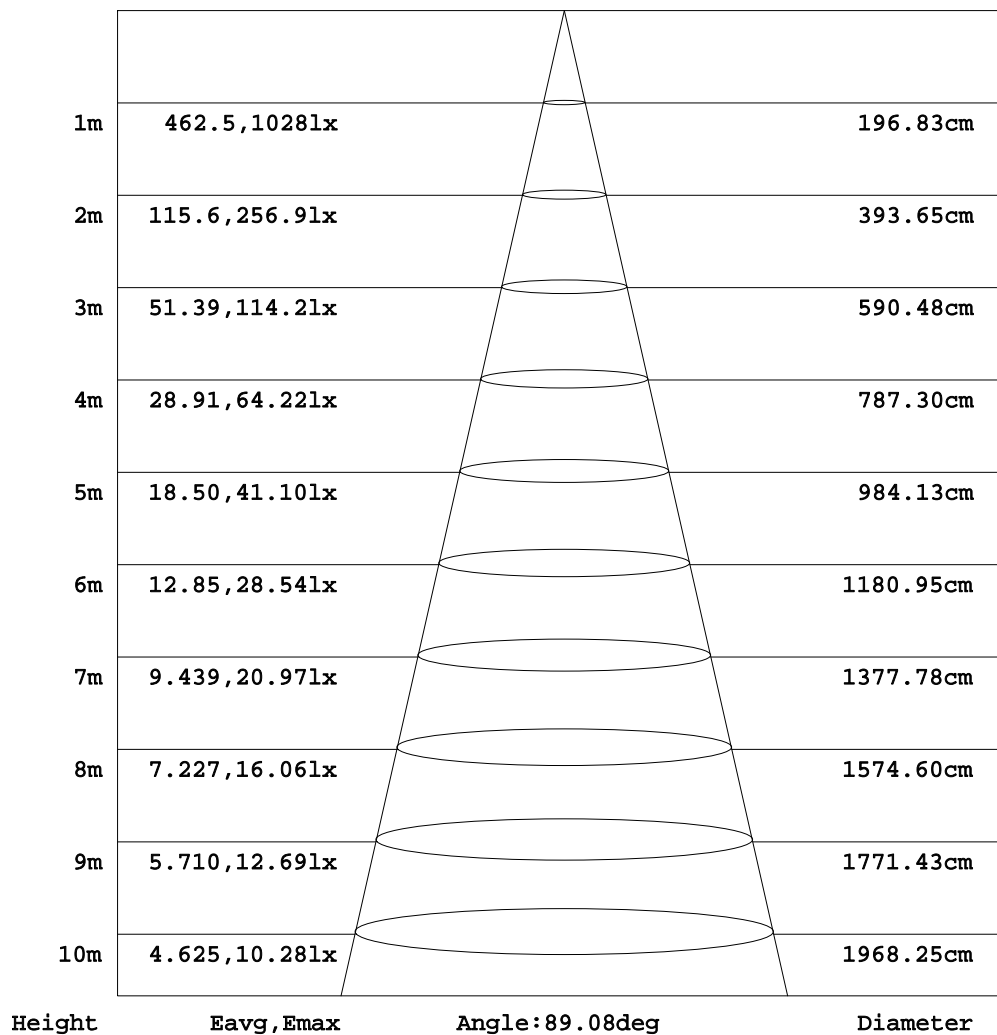 1m 462.5,1028lx 196.83cm
2m 115.6,256.9lx 393.65cm
3m 51.39,114.2lx 590.48cm
4m 28.91,64.22lx 787.30cm
5m 18.50,41.10lx 984.13cm
6m 12.85,28.54lx 1180.95cm
7m 9.439,20.97lx 1377.78cm
8m 7.227,16.06lx 1574.60cm
9m 5.710,12.69lx 1771.43cm
10m 4.625,10.28lx 1968.25cm
Height Eavg,Emax Angle:89.08deg Diameter